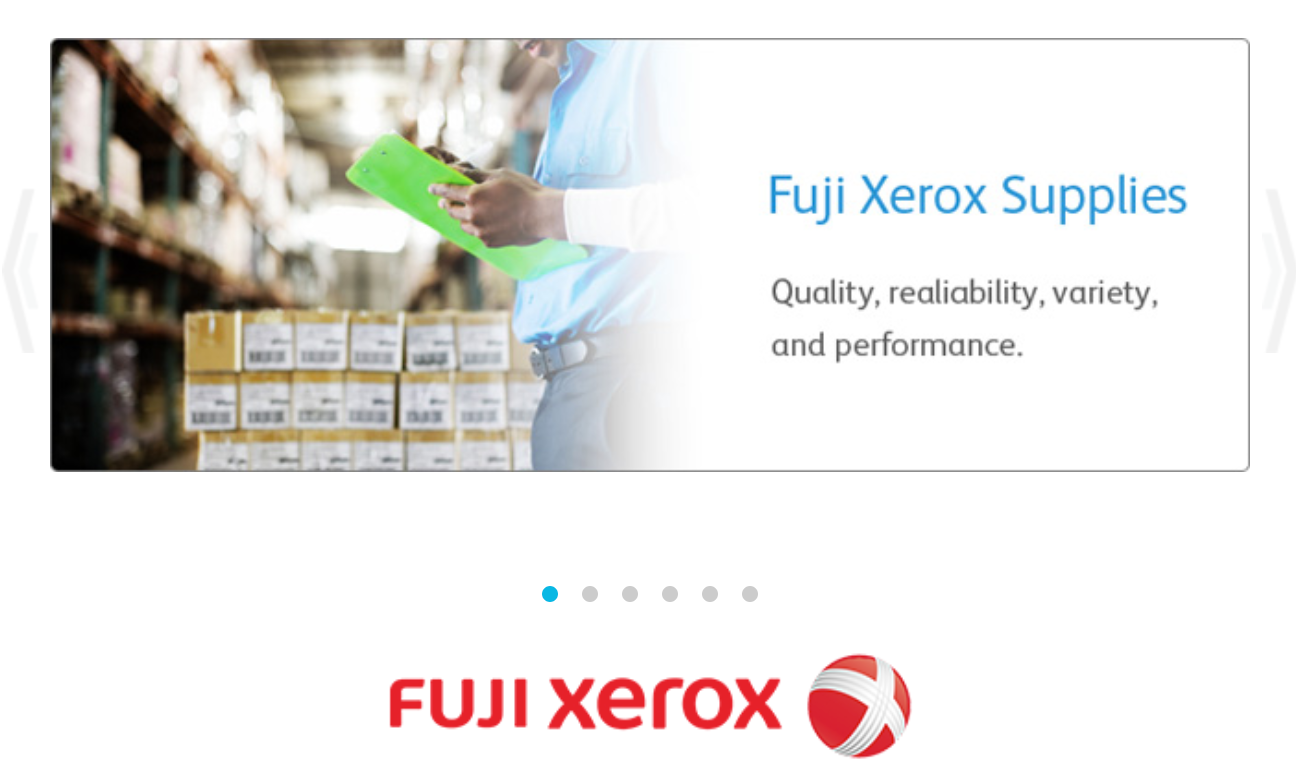 Fuji Xerox Supplies
Quality, realiability, variety,
and performance.
FUJI xerox